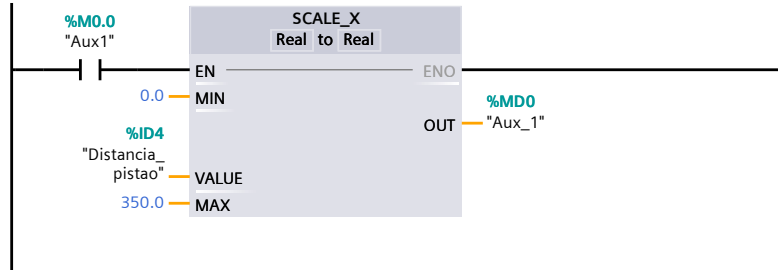 %M0.0
"Aux1"
SCALE_X
Real to Real
EN
ENO
0.0
MIN
%MD0
OUT
"Aux_1"
%ID4
"Distancia_
pistao"
VALUE
350.0
MAX